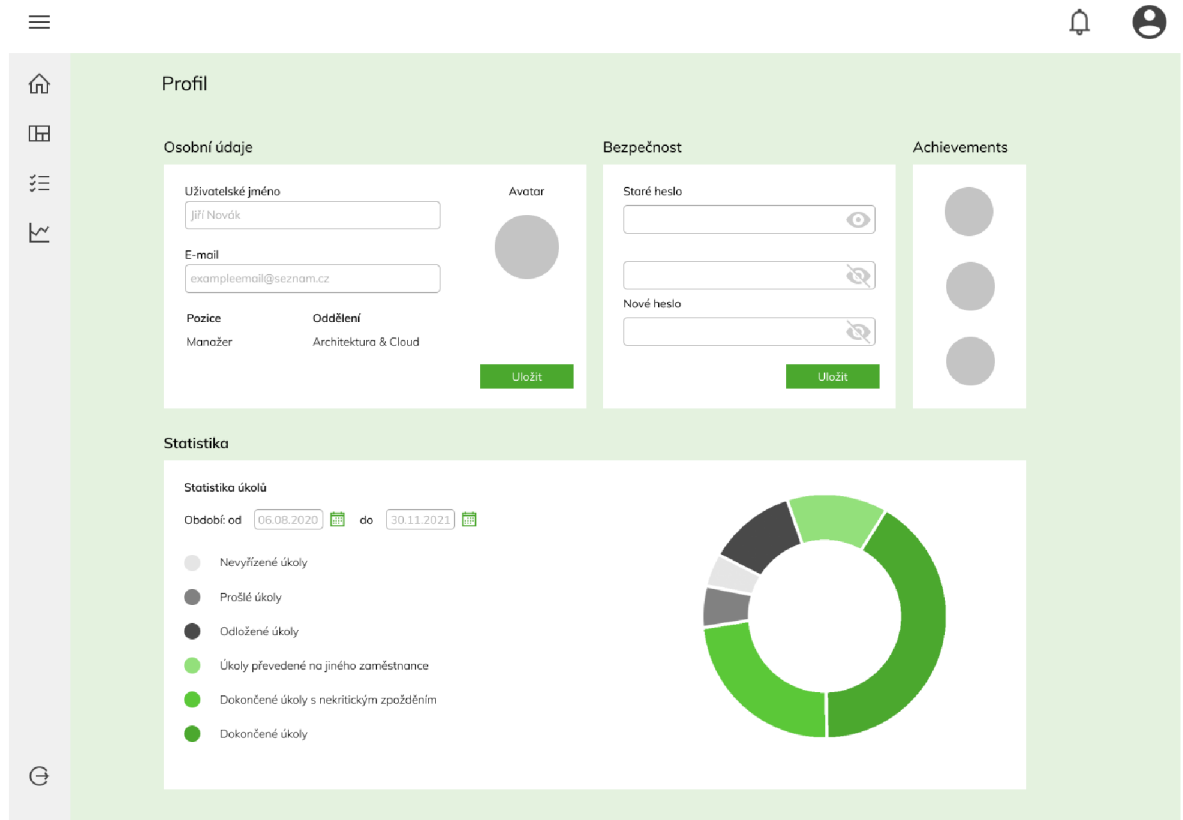 Profil
Osobní údaje
Uživatelské jméno
Jiří Novák
E-mail
exampleemail@seznam.cz
Pozice
Oddělení
Manažer
Architektura & Cloud
Avatar
Uložit
Bezpečnost
Staré heslo
Nové heslo
Uložit
Achievements
Statistika
Statistika úkolů
Období: od 06.08.2020 do 30.11.2021
Nevyřízené úkoly
Prošlé úkoly
Odložené úkoly
Úkoly převedené na jiného zaměstnance
Dokončené úkoly s nekritickým zpožděním
Dokončené úkoly